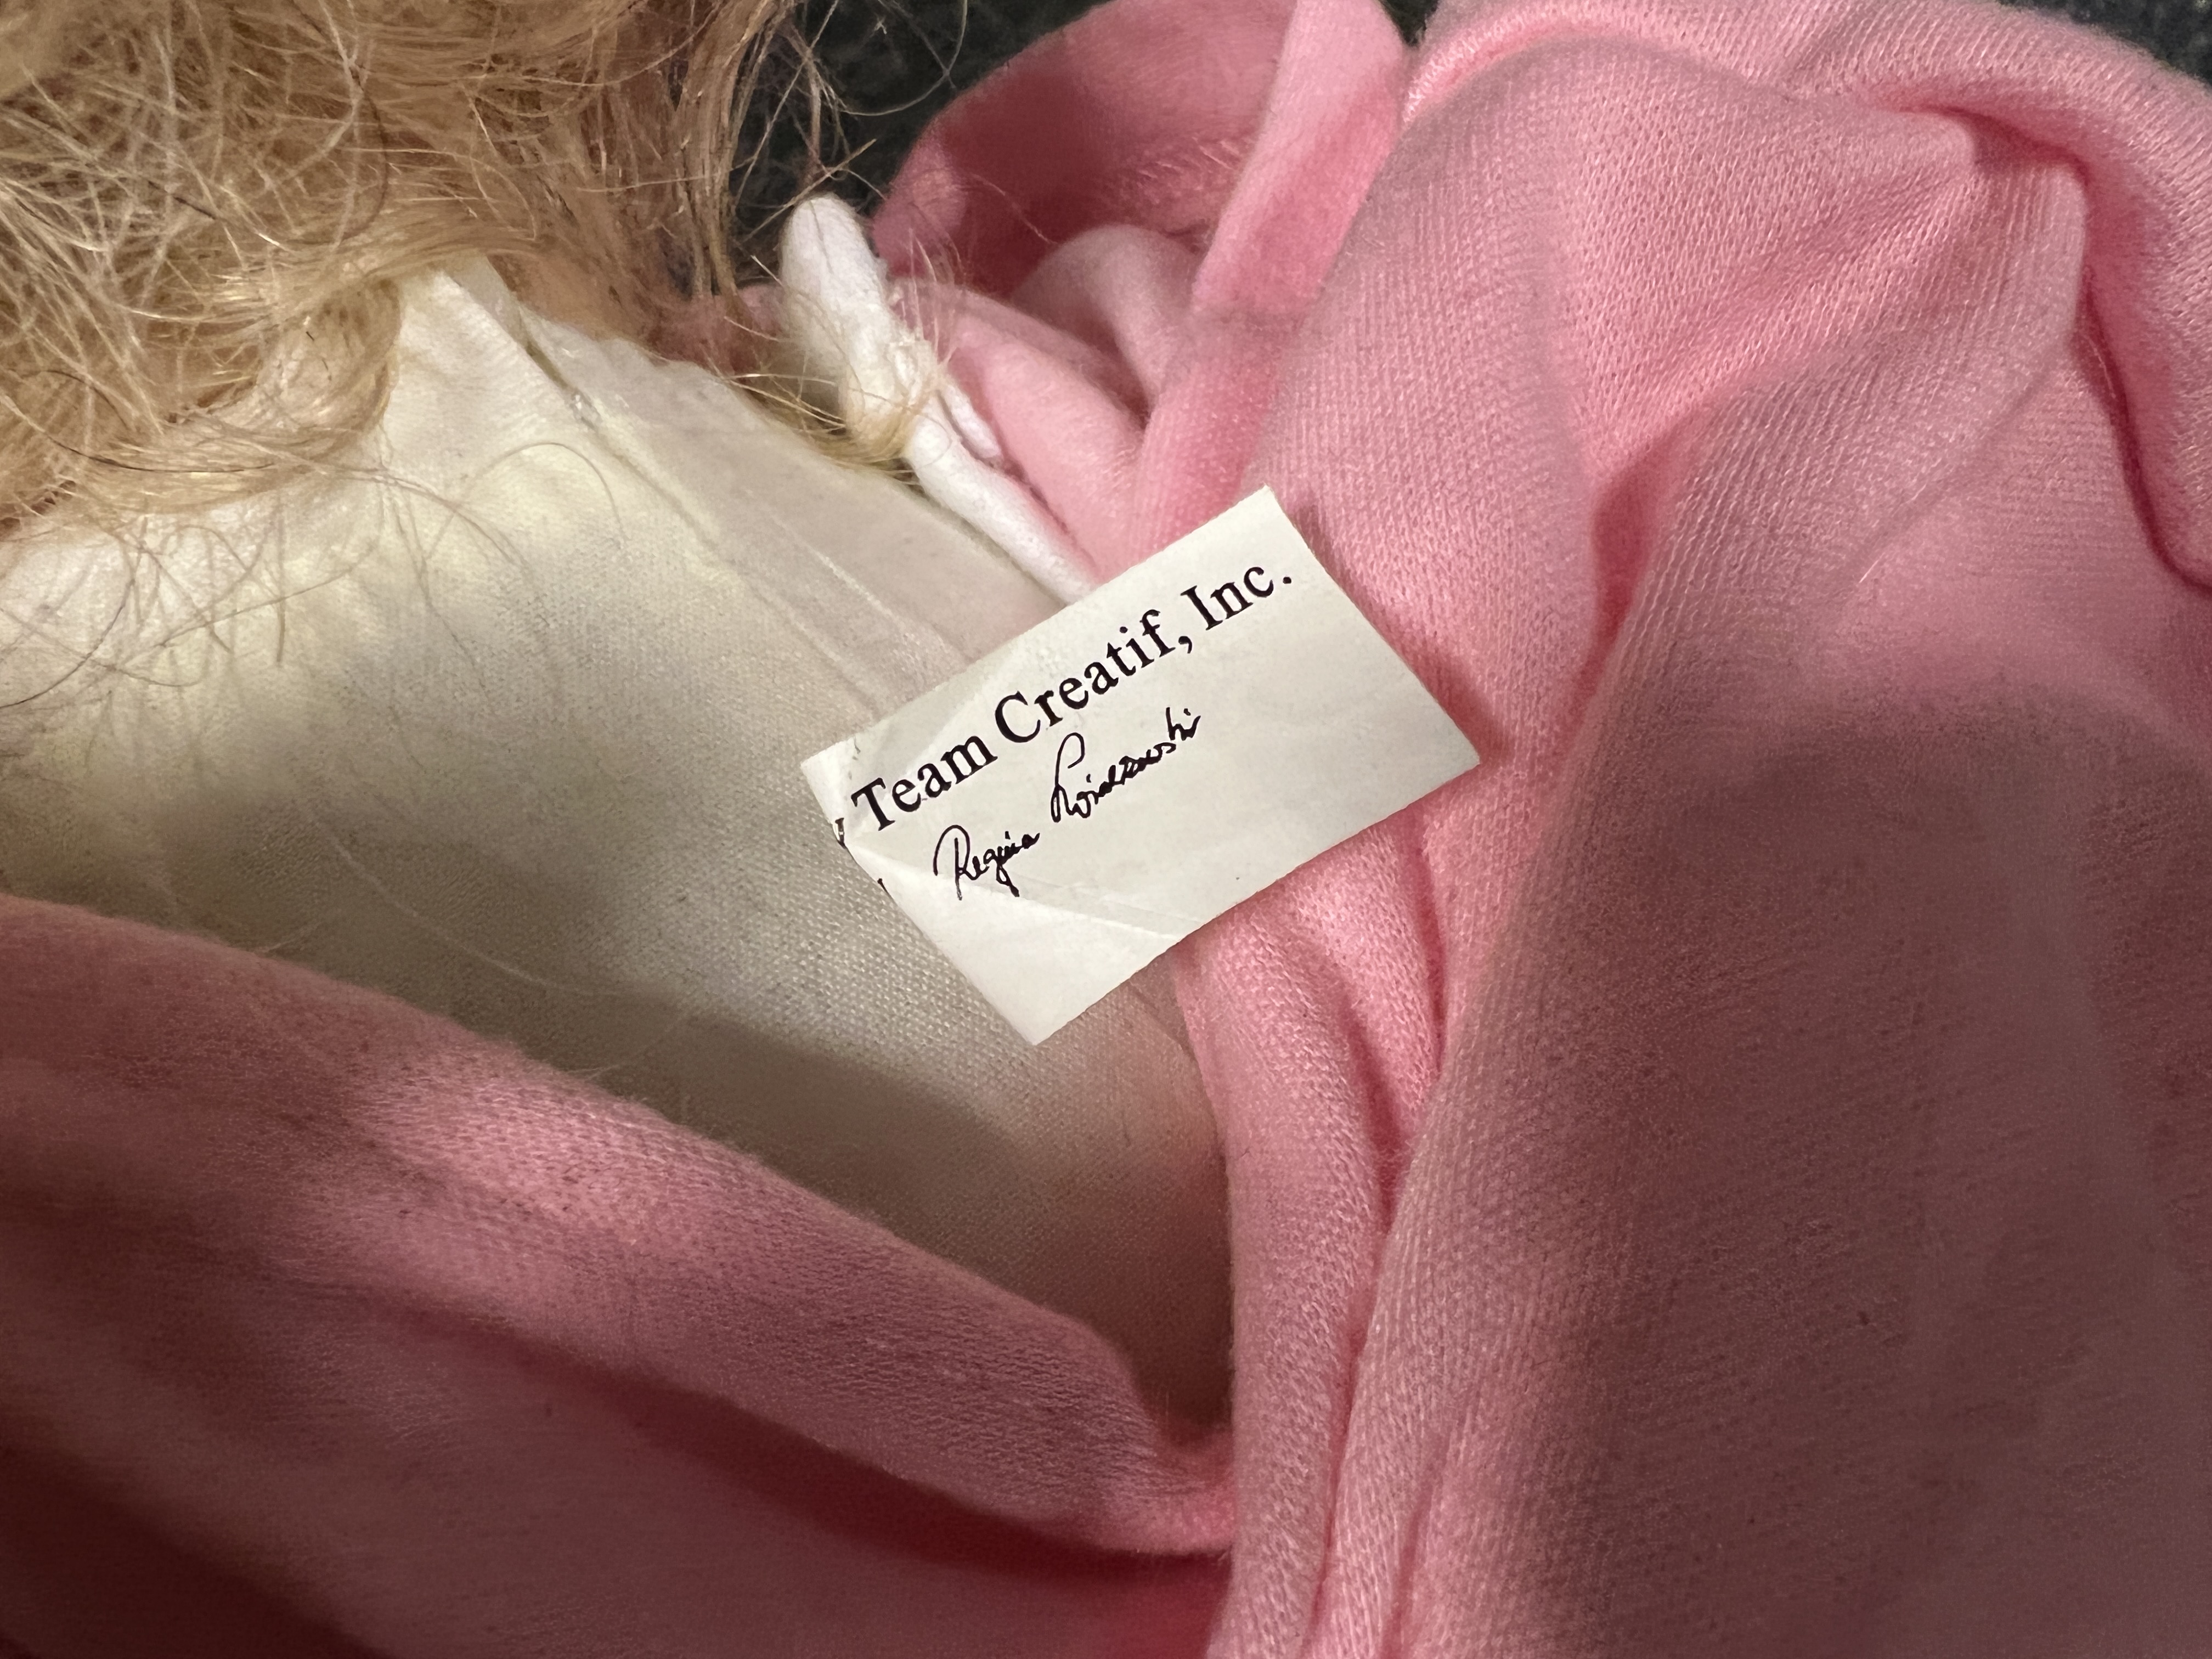 Team Creatif, Inc.
Regina